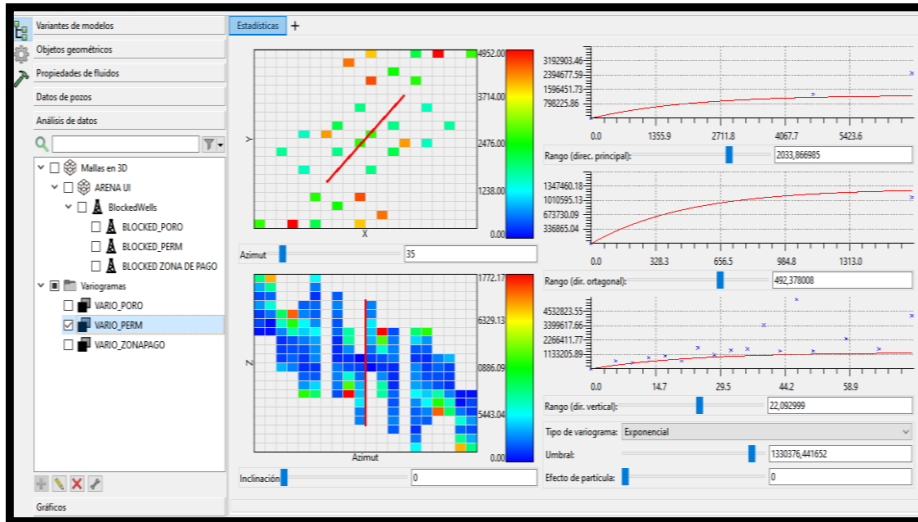 Variantes de modelos
Objetos geométricos
Propiedades de fluidos
Datos de pozos
Análisis de datos
Mallas en 3D
ARENA UI
BlockedWells
BLOCKED_PORO
BLOCKED_PERM
BLOCKED ZONA DE PAGO
Variogramas
VARIO_PORO
VARIO_PERM
VARIO_ZONAPAGO
Gráficos
Estadísticas +
Y
X
4952.00
3714.00
2476.00
1238.00
0.00
Azimut 35
Z
Azimut
1772.17
6329.13
0886.09
5443.04
0.00
Inclinación 0
3192903.46
2394677.59
1596451.73
798225.86
0.0 1355.9 2711.8 4067.7 5423.6
Rango (direc. principal): 2033,866985
1347460.18
1010595.13
673730.09
336865.04
0.0 328.3 656.5 984.8 1313.0
Rango (dir. ortagonal): 492,378008
4532823.55
3399617.66
2266411.77
1133205.89
0.0 14.7 29.5 44.2 58.9
Rango (dir. vertical): 22,092999
Tipo de variograma: Exponencial
Umbral: 1330376,441652
Efecto de partícula: 0